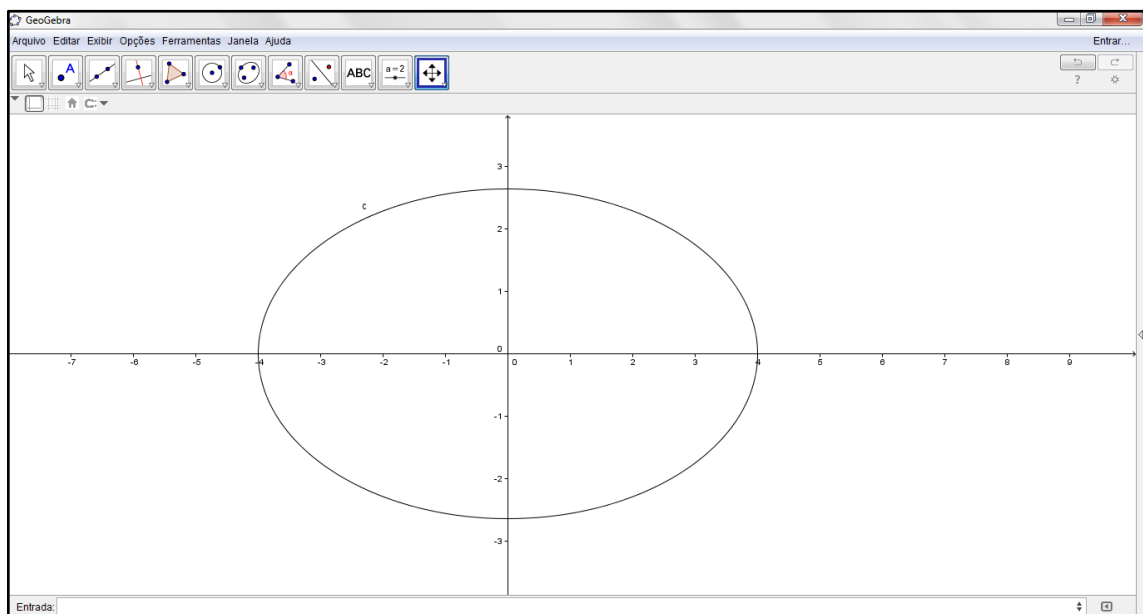 GeoGebra
Arquivo Editar Exibir Opções Ferramentas Janela Ajuda
Entrar...
A
α
ABC
a=2
?
C:
3
c
2
1
0
-7 -6 -5 -4 -3 -2 -1 0 1 2 3 4 5 6 7 8 9
-1
-2
-3
Entrada: